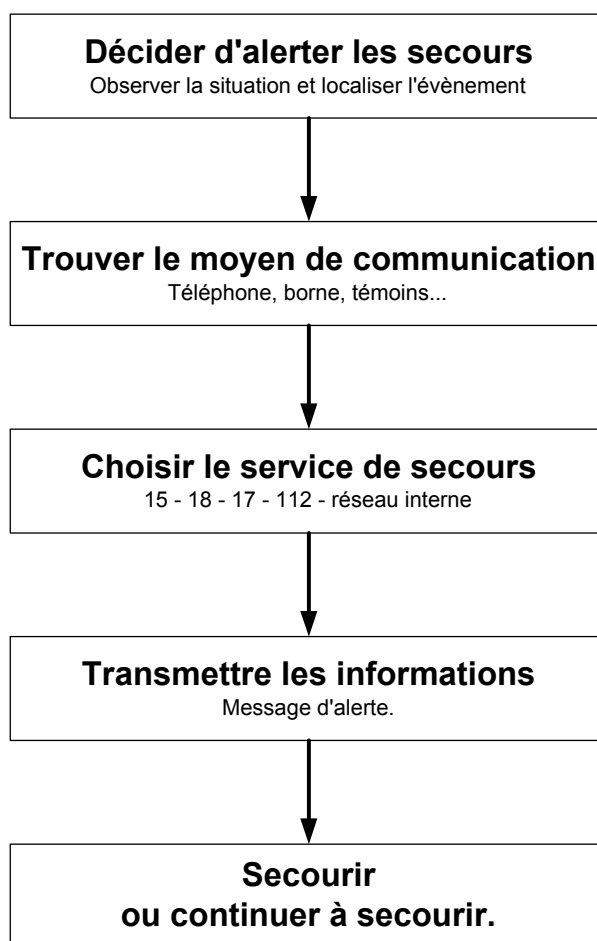 Décider d'alerter les secours
Observer la situation et localiser l'évènement
Trouver le moyen de communication
Téléphone, borne, témoins...
Choisir le service de secours
15 - 18 - 17 - 112 - réseau interne
Transmettre les informations
Message d'alerte.
Secourir
ou continuer à secourir.